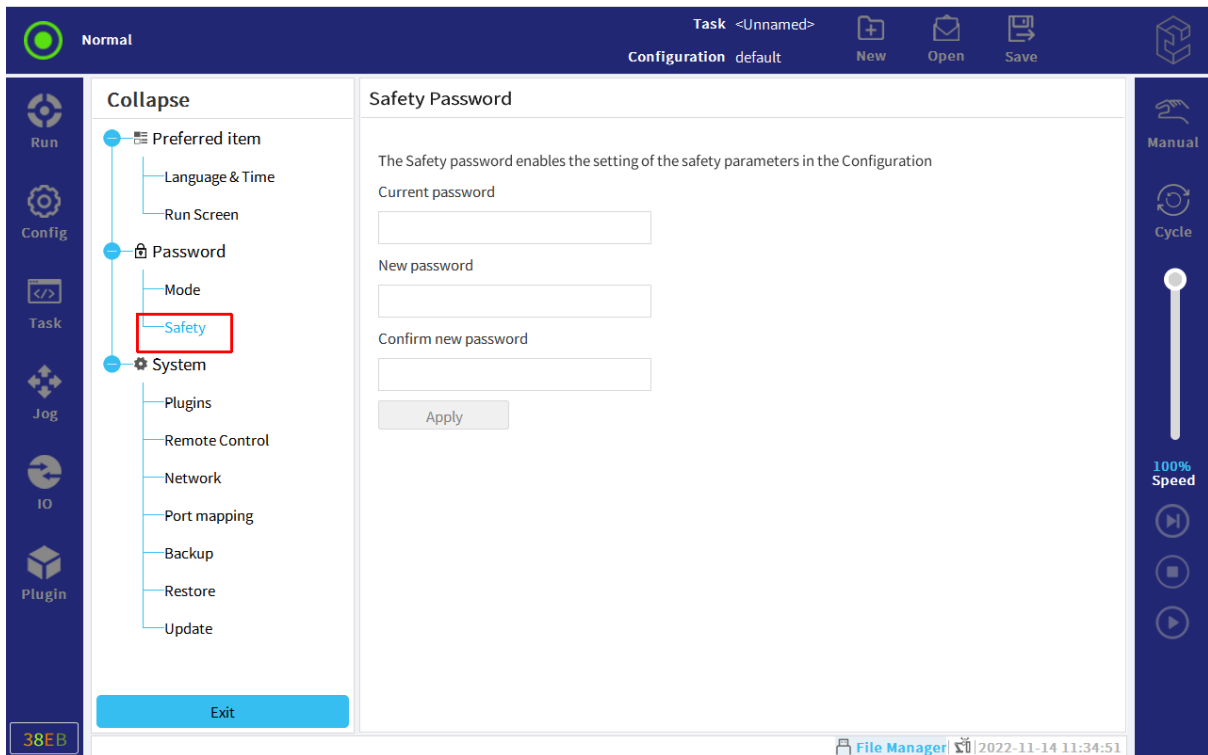 Normal
Task <Unnamed>
Configuration default
New
Open
Save
Run
Config
Task
Jog
IO
Plugin
38EB
Collapse
Preferred item
Language & Time
Run Screen
Password
Mode
Safety
System
Plugins
Remote Control
Network
Port mapping
Backup
Restore
Update
Exit
Safety Password
The Safety password enables the setting of the safety parameters in the Configuration
Current password
New password
Confirm new password
Apply
Manual
Cycle
100%
Speed
File Manager
2022-11-14 11:34:51